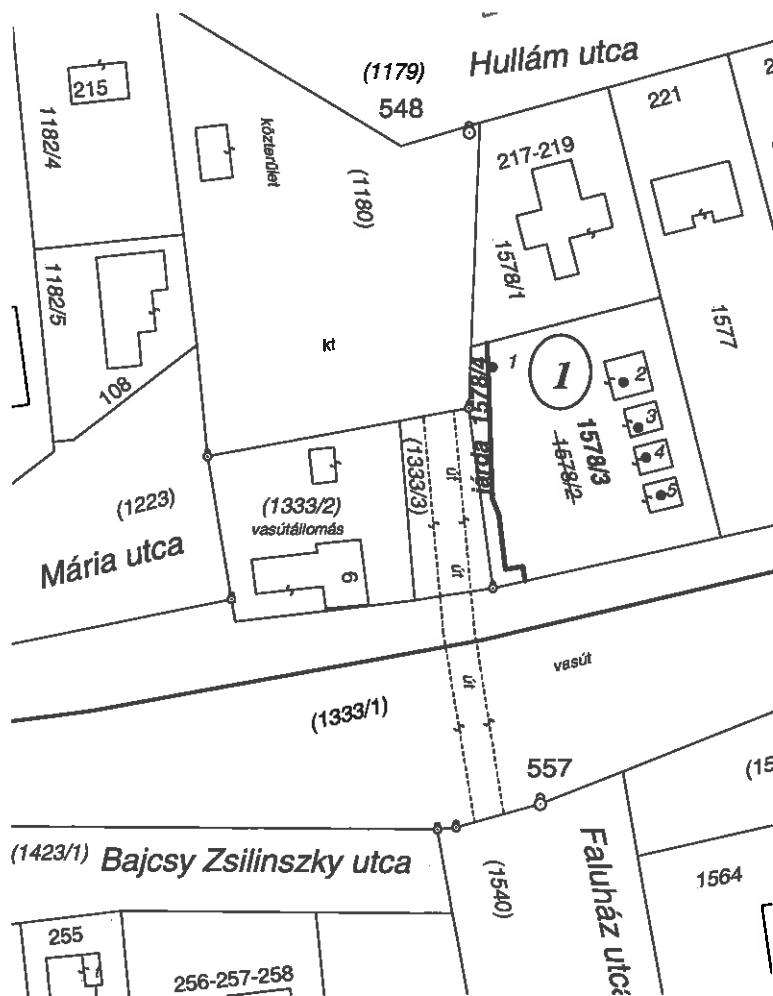 Hullám utca
(1179)
548
215
221
1182/4
közterület
217-219
(1180)
1578/1
1182/5
1577
kt
1
1
2
108
járda 1578/4
3
1578/3
1578/2
4
5
(1333/3)
út
(1333/2)
vasútállomás
(1223)
Mária utca
út
6
vasút
út
(1333/1)
557
(15
(1423/1) Bajcsy Zsilinszky utca
Faluház utca
(1540)
1564
255
256-257-258